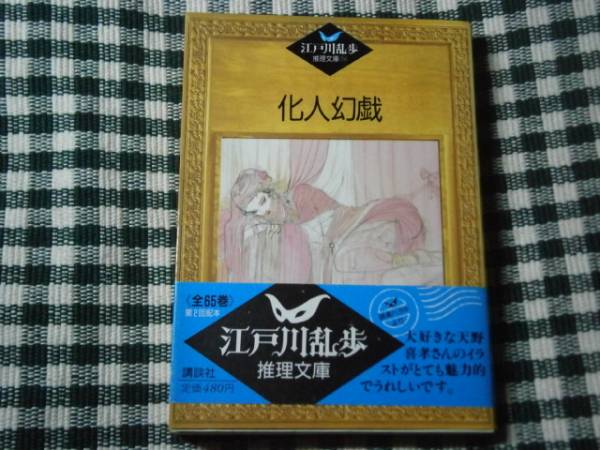 江戸川乱歩
推理文庫
化人幻戯
〈全65巻〉
第2回配本
江戸川乱歩
推理文庫
講談社
定価480円
大好きな天野
喜孝さんのイラ
ストがとても魅力的
でうれしいです。